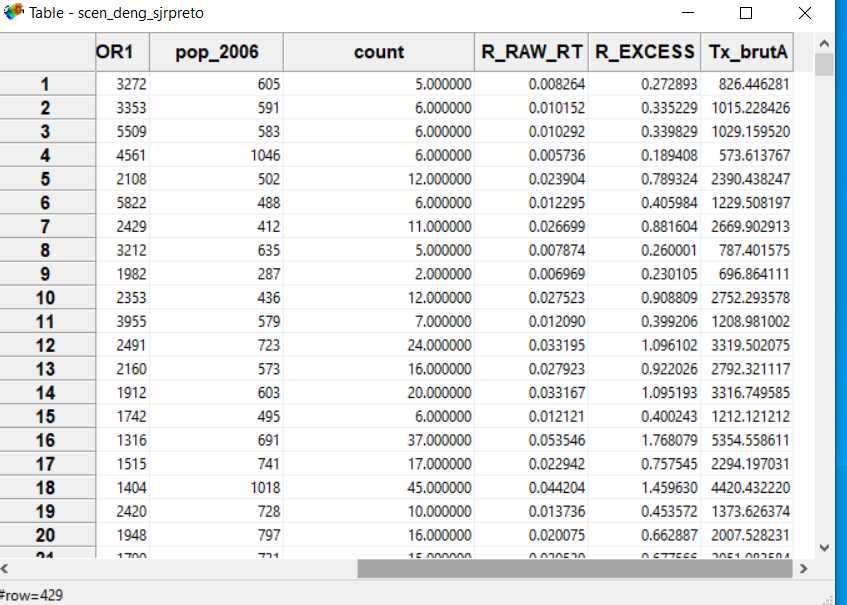 Table - scen_deng_sjrpreto
OR1 pop_2006 count R_RAW_RT R_EXCESS Tx_brutA
1 3272 605 5.000000 0.008264 0.272893 826.446281
2 3353 591 6.000000 0.010152 0.335229 1015.228426
3 5509 583 6.000000 0.010292 0.339829 1029.159520
4 4561 1046 6.000000 0.005736 0.189408 573.613767
5 2108 502 12.000000 0.023904 0.789324 2390.438247
6 5822 488 6.000000 0.012295 0.405984 1229.508197
7 2429 412 11.000000 0.026699 0.881604 2669.902913
8 3212 635 5.000000 0.007874 0.260001 787.401575
9 1982 287 2.000000 0.006969 0.230105 696.864111
10 2353 436 12.000000 0.027523 0.908809 2752.293578
11 3955 579 7.000000 0.012090 0.399206 1208.981002
12 2491 723 24.000000 0.033195 1.096102 3319.502075
13 2160 573 16.000000 0.027923 0.922026 2792.321117
14 1912 603 20.000000 0.033167 1.095193 3316.749585
15 1742 495 6.000000 0.012121 0.400243 1212.121212
16 1316 691 37.000000 0.053546 1.768079 5354.558611
17 1515 741 17.000000 0.022942 0.757545 2294.197031
18 1404 1018 45.000000 0.044204 1.459630 4420.432220
19 2420 728 10.000000 0.013736 0.453572 1373.626374
20 1948 797 16.000000 0.020075 0.662887 2007.528231
21 731 15.000000 0.020520 0.677566 2051.983584
#row=429